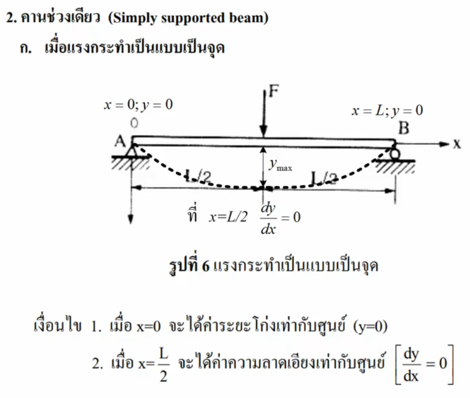 2. คานช่วงเดียว (Simply supported beam)
ก. เมื่อแรงกระทำเป็นแบบเป็นจุด
F
x = 0; y = 0
x = L; y = 0
0
A
B
x
y_max
L/2
L/2
ที่ x=L/2 dy/dx = 0
รูปที่ 6 แรงกระทำเป็นแบบเป็นจุด
เงื่อนไข 1. เมื่อ x=0 จะได้ค่าระยะโก่งเท่ากับศูนย์ (y=0)
2. เมื่อ x= L/2 จะได้ค่าความลาดเอียงเท่ากับศูนย์ [dy/dx = 0]